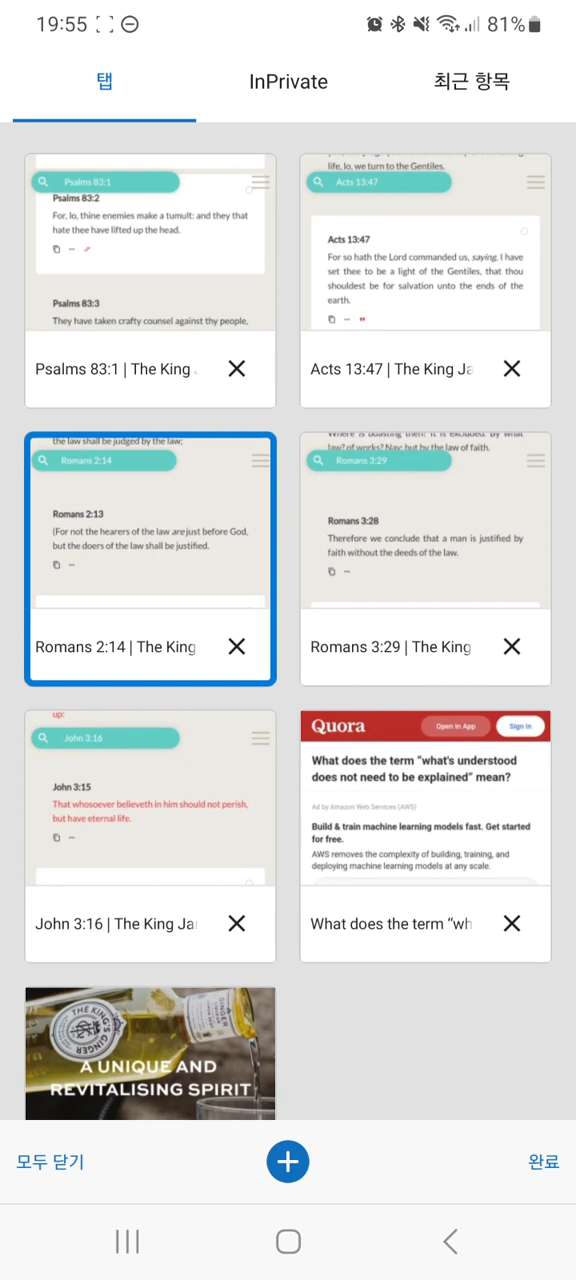 19:55
81%
탭
InPrivate
최근 항목
Psalms 83:1
Psalms 83:2
For, lo, thine enemies make a tumult: and they that
hate thee have lifted up the head.
Psalms 83:3
They have taken crafty counsel against thy people,
Psalms 83:1 | The King
life, lo, we turn to the Gentiles.
Acts 13:47
Acts 13:47
For so hath the Lord commanded us, saying, I have
set thee to be a light of the Gentiles, that thou
shouldest be for salvation unto the ends of the
earth.
Acts 13:47 | The King Ja
the law shall be judged by the law;
Romans 2:14
Romans 2:13
(For not the hearers of the law are just before God,
but the doers of the law shall be justified.
Romans 2:14 | The King
Where is boasting then? It is excluded. By what
law? of works? Nay: but by the law of faith.
Romans 3:29
Romans 3:28
Therefore we conclude that a man is justified by
faith without the deeds of the law.
Romans 3:29 | The King
up:
John 3:16
John 3:15
That whosoever believeth in him should not perish,
but have eternal life.
John 3:16 | The King Ja
Quora
Open in App
Sign In
What does the term “what's understood
does not need to be explained” mean?
Ad by Amazon Web Services (AWS)
Build & train machine learning models fast. Get started
for free.
AWS removes the complexity of building, training, and
deploying machine learning models at any scale.
What does the term “wh
THE KING'S
GINGER
GINGER
A UNIQUE AND
REVITALISING SPIRIT
모두 닫기
완료